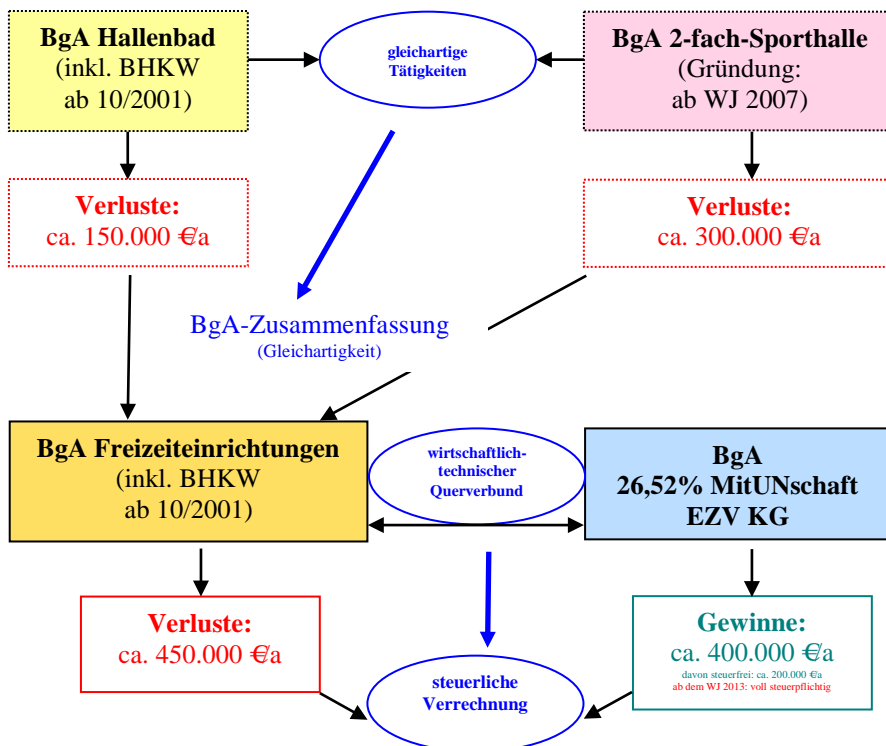 BgA Hallenbad
(inkl. BHKW
ab 10/2001)
gleichartige
Tätigkeiten
BgA 2-fach-Sporthalle
(Gründung:
ab WJ 2007)
Verluste:
ca. 150.000 €/a
Verluste:
ca. 300.000 €/a
BgA-Zusammenfassung
(Gleichartigkeit)
BgA Freizeiteinrichtungen
(inkl. BHKW
ab 10/2001)
wirtschaftlich-
technischer
Querverbund
BgA
26,52% MitUNschaft
EZV KG
Verluste:
ca. 450.000 €/a
Gewinne:
ca. 400.000 €/a
davon steuerfrei: ca. 200.000 €/a
ab dem WJ 2013: voll steuerpflichtig
steuerliche
Verrechnung